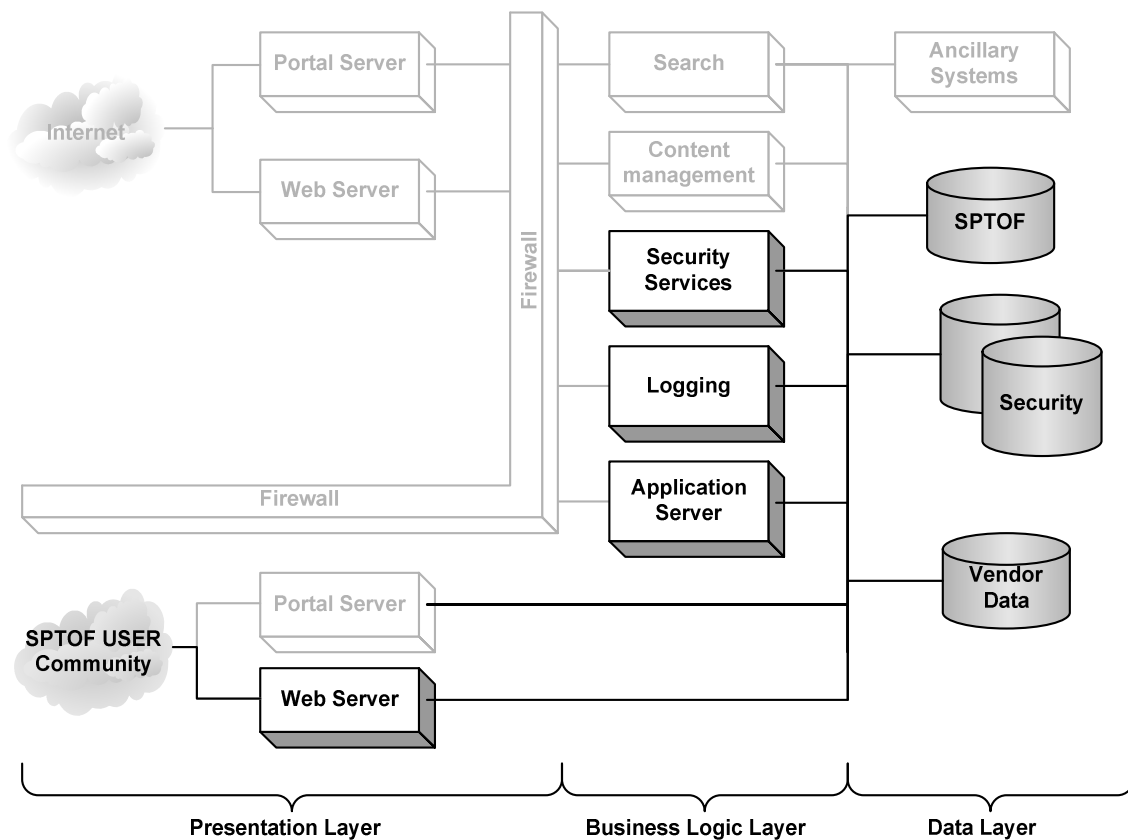 Portal Server
Search
Ancillary
Systems
Internet
Content
management
Web Server
SPTOF
Firewall
Security
Services
Logging
Security
Firewall
Application
Server
Vendor
Data
Portal Server
SPTOF USER
Community
Web Server
Presentation Layer
Business Logic Layer
Data Layer